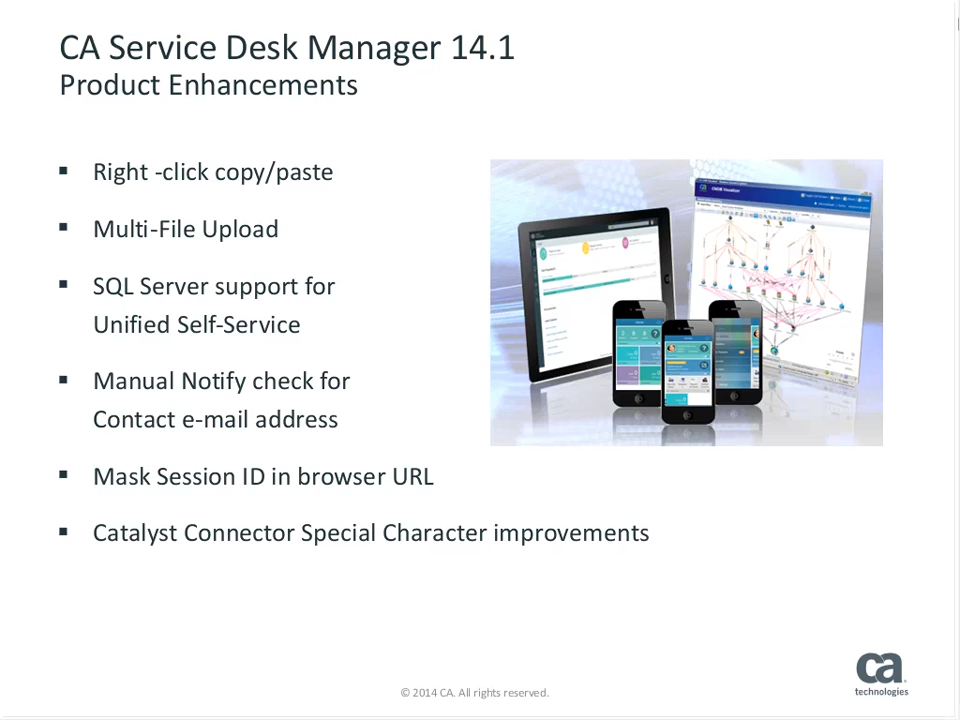 CA Service Desk Manager 14.1
Product Enhancements
▪ Right -click copy/paste
▪ Multi-File Upload
▪ SQL Server support for
Unified Self-Service
▪ Manual Notify check for
Contact e-mail address
▪ Mask Session ID in browser URL
▪ Catalyst Connector Special Character improvements
© 2014 CA. All rights reserved.
ca
technologies